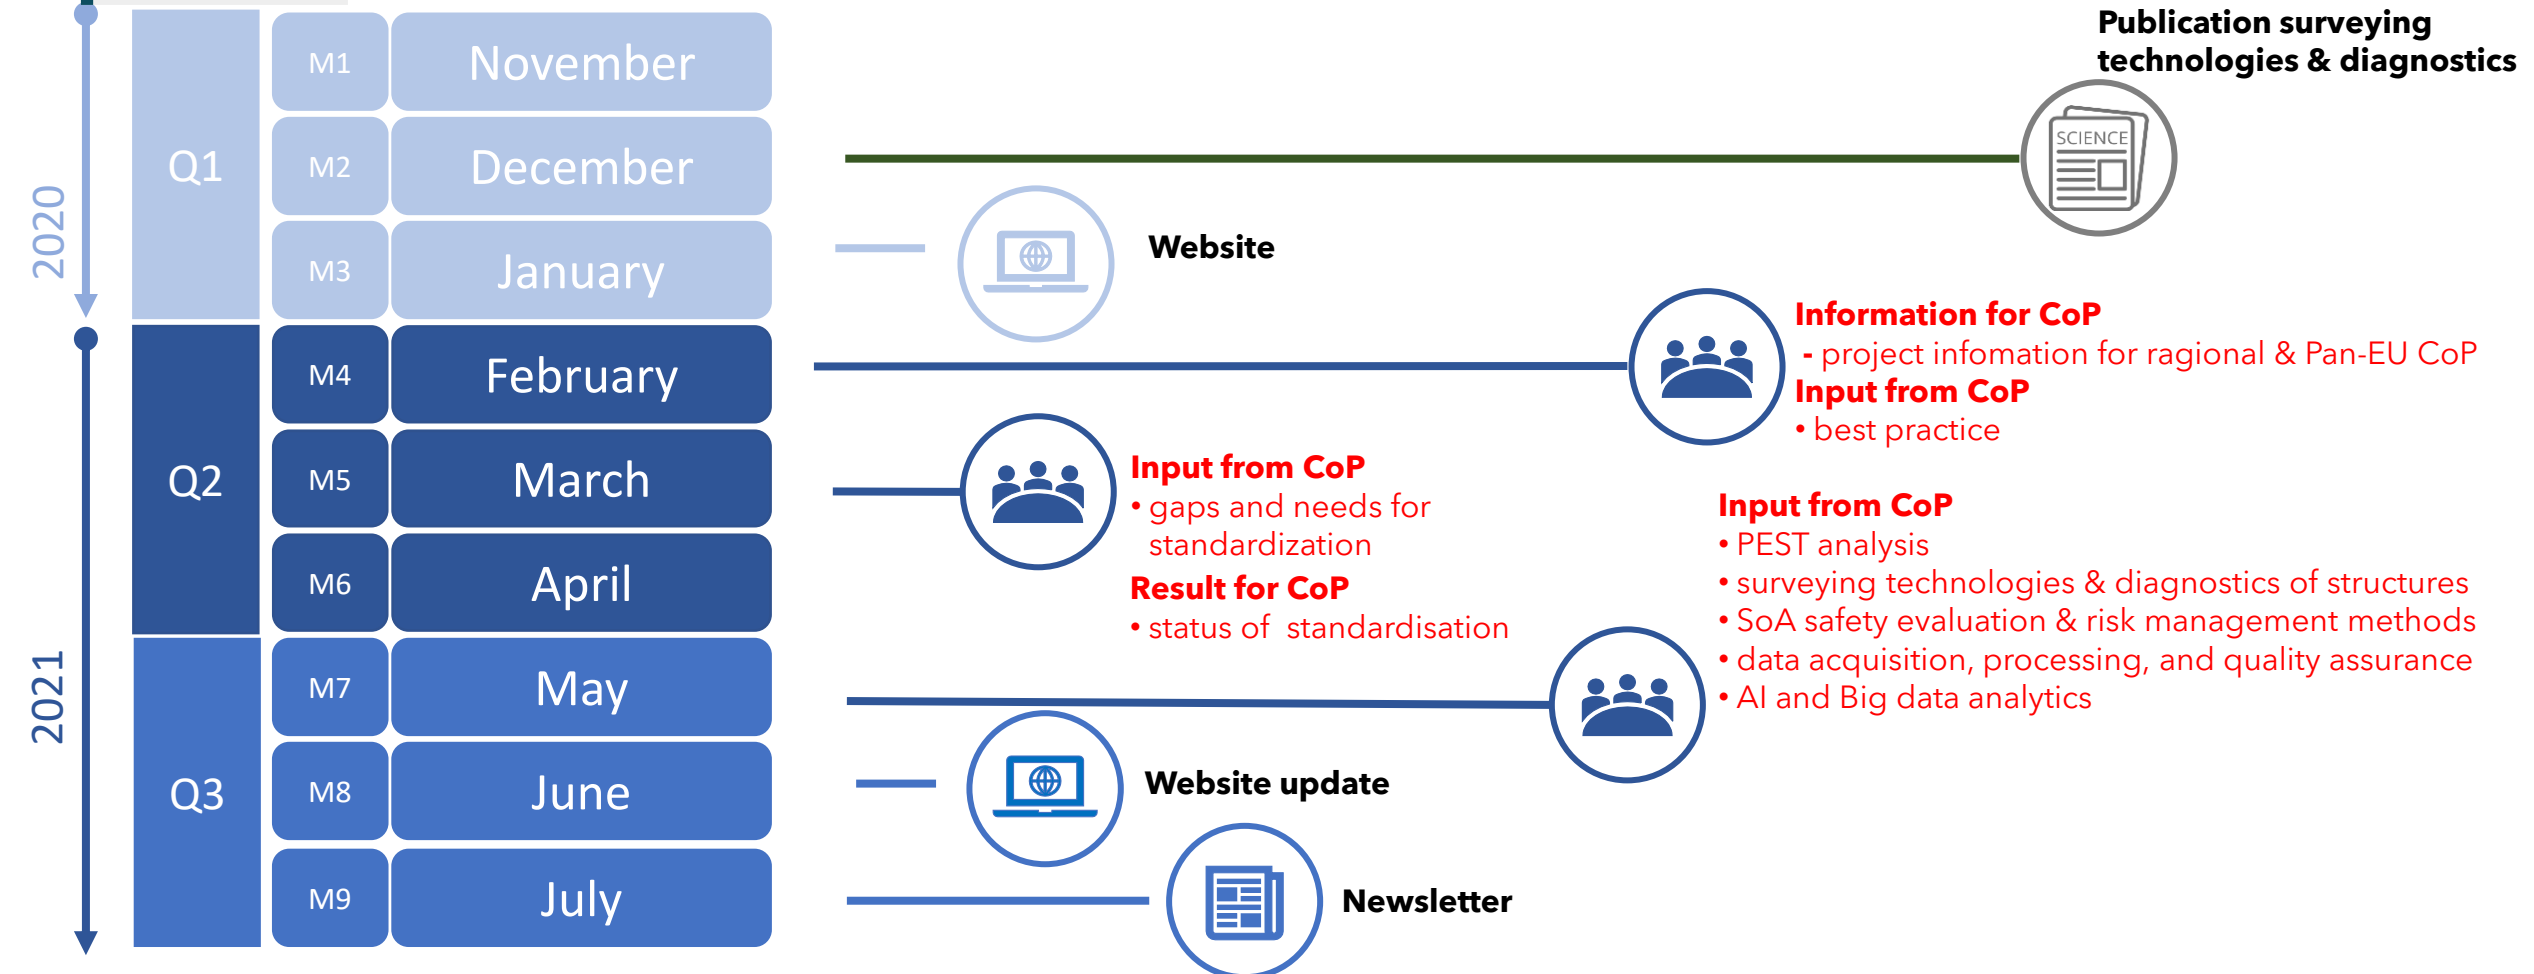 2020
Q1
M1
November
M2
December
M3
January
2021
Q2
M4
February
M5
March
M6
April
Q3
M7
May
M8
June
M9
July
Publication surveying
technologies & diagnostics
SCIENCE
Website
Information for CoP
- project infomation for ragional & Pan-EU CoP
Input from CoP
• best practice
Input from CoP
• gaps and needs for
standardization
Result for CoP
• status of standardisation
Input from CoP
• PEST analysis
• surveying technologies & diagnostics of structures
• SoA safety evaluation & risk management methods
• data acquisition, processing, and quality assurance
• AI and Big data analytics
Website update
Newsletter